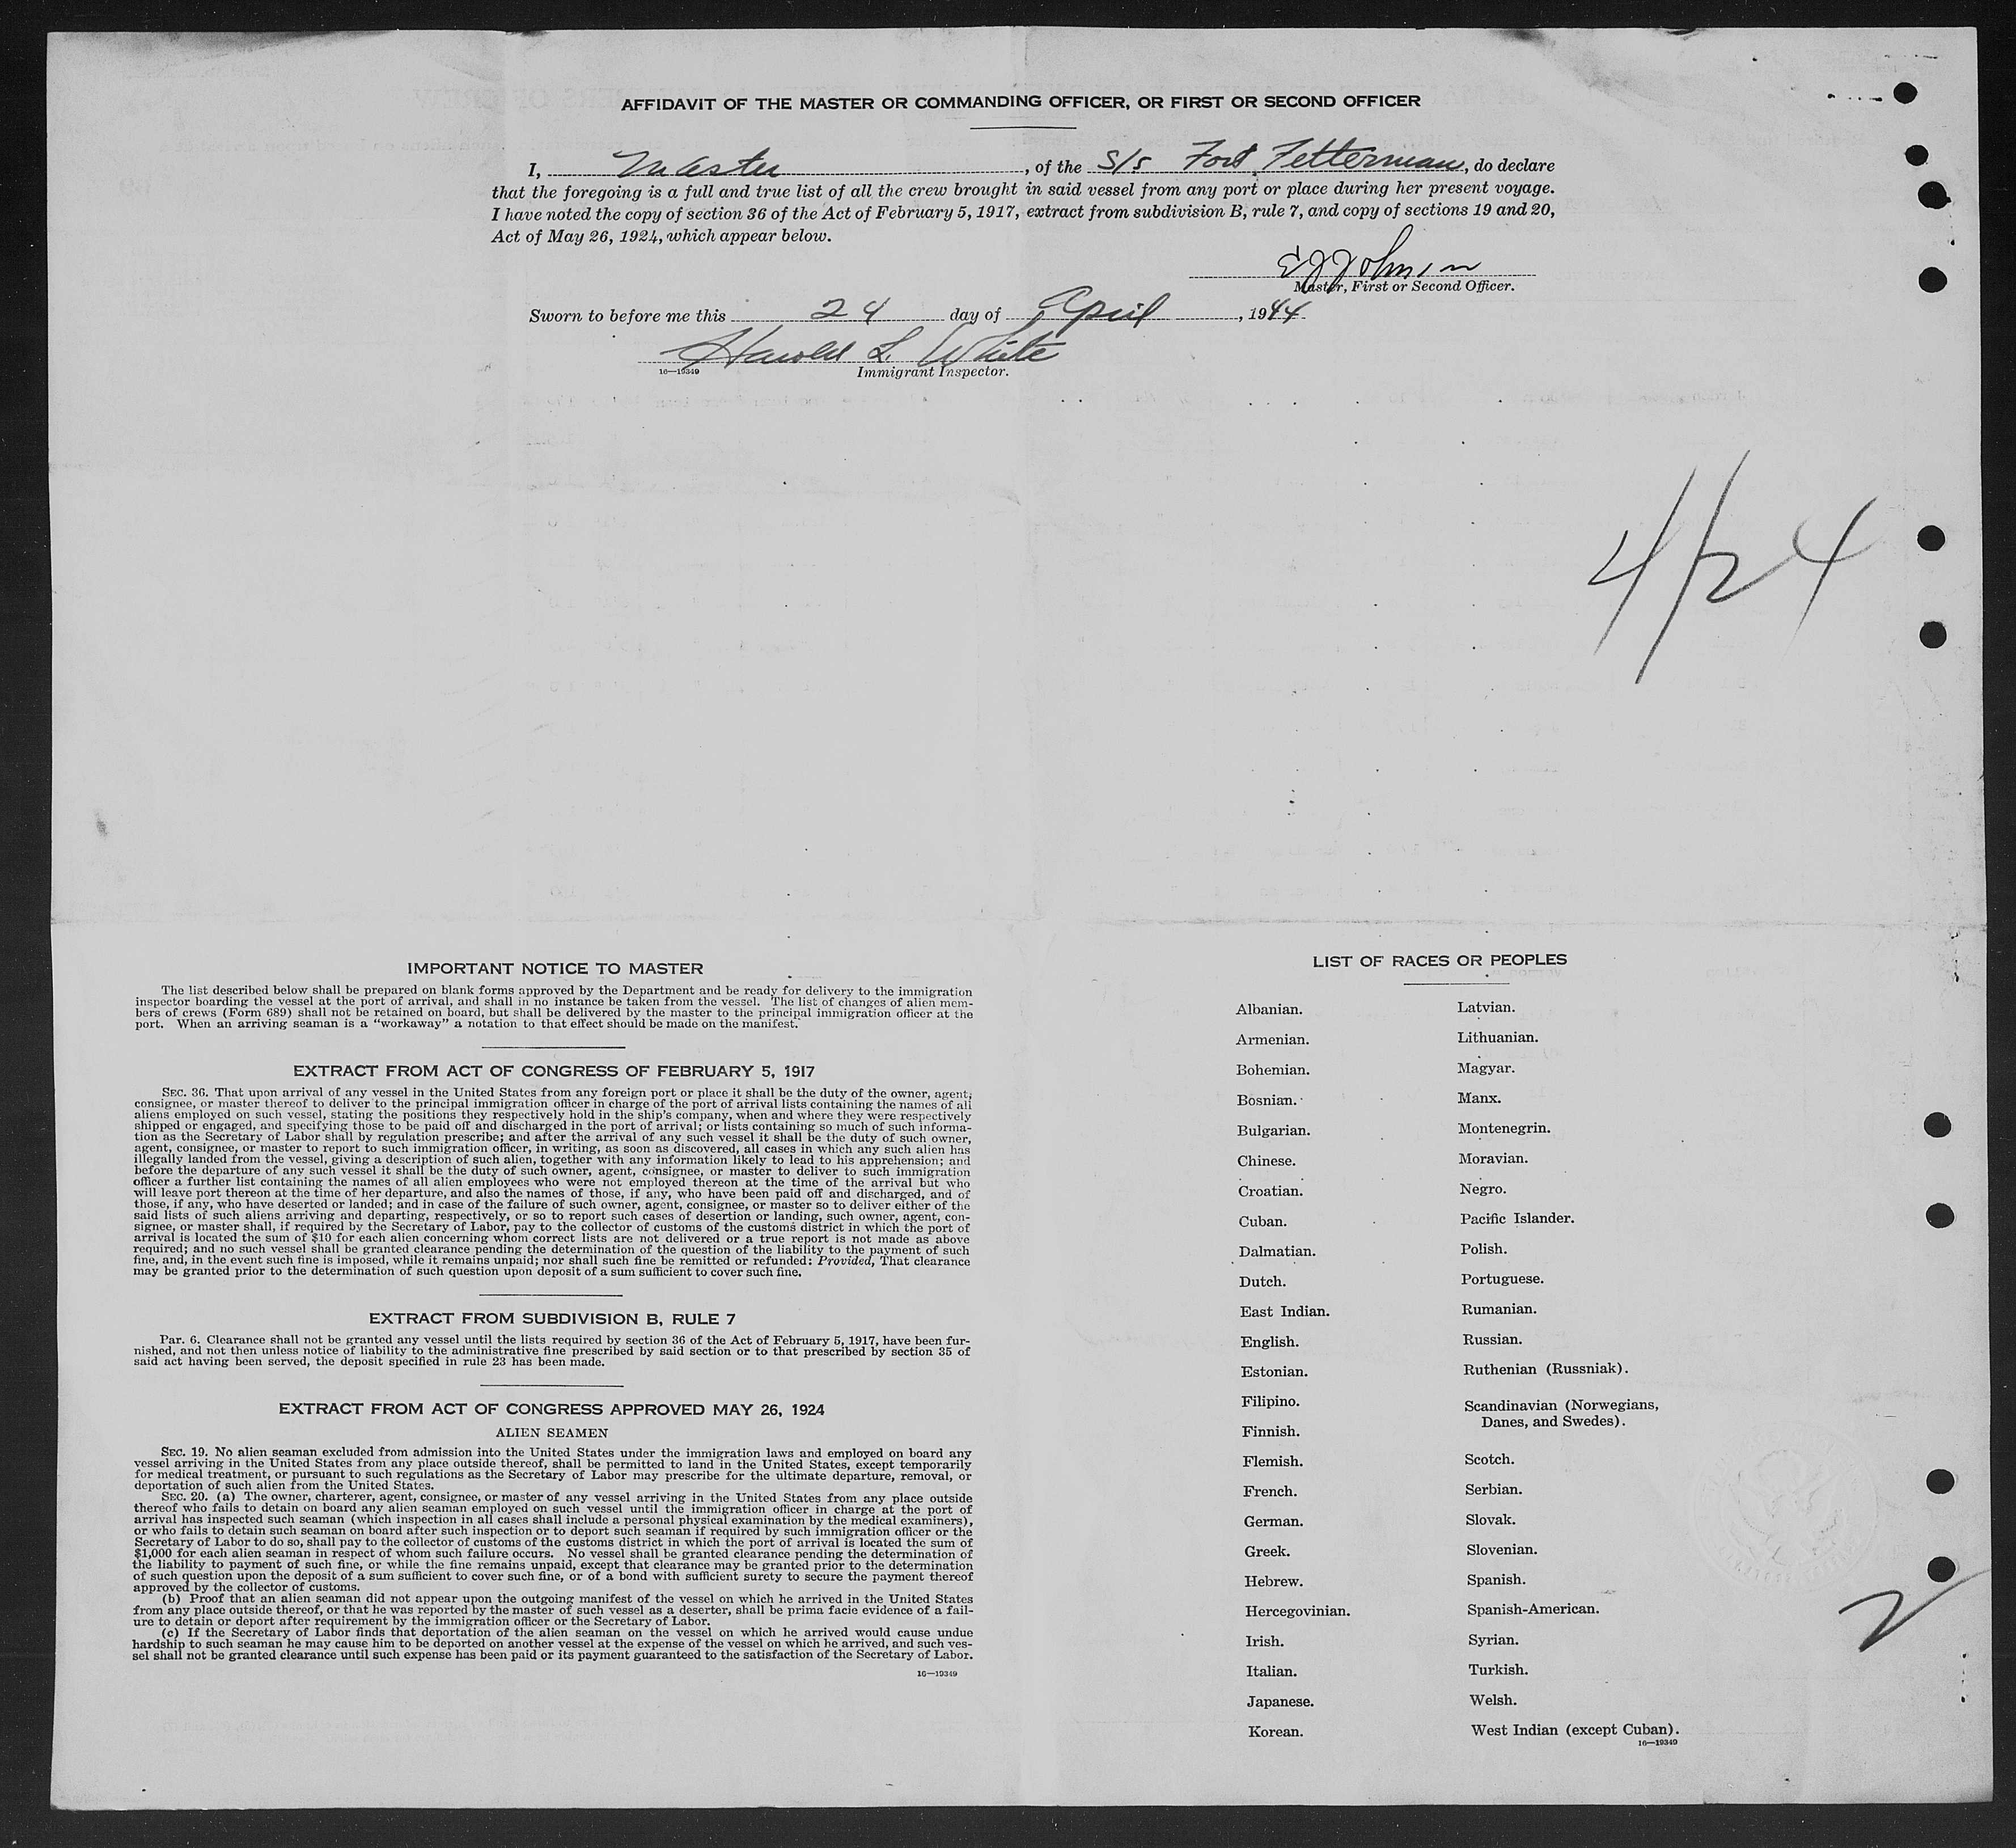 AFFIDAVIT OF THE MASTER OR COMMANDING OFFICER, OR FIRST OR SECOND OFFICER
I, Master, of the S/s Fort Fetterman, do declare
that the foregoing is a full and true list of all the crew brought in said vessel from any port or place during her present voyage.
I have noted the copy of section 36 of the Act of February 5, 1917, extract from subdivision B, rule 7, and copy of sections 19 and 20,
Act of May 26, 1924, which appear below.
E J Johnson
Master, First or Second Officer.
Sworn to before me this 24 day of April, 1944
Harold L. White
16—19349 Immigrant Inspector.
4/24
IMPORTANT NOTICE TO MASTER
The list described below shall be prepared on blank forms approved by the Department and be ready for delivery to the immigration
inspector boarding the vessel at the port of arrival, and shall in no instance be taken from the vessel. The list of changes of alien mem-
bers of crews (Form 689) shall not be retained on board, but shall be delivered by the master to the principal immigration officer at the
port. When an arriving seaman is a "workaway" a notation to that effect should be made on the manifest.
EXTRACT FROM ACT OF CONGRESS OF FEBRUARY 5, 1917
SEC. 36. That upon arrival of any vessel in the United States from any foreign port or place it shall be the duty of the owner, agent,
consignee, or master thereof to deliver to the principal immigration officer in charge of the port of arrival lists containing the names of all
aliens employed on such vessel, stating the positions they respectively hold in the ship's company, when and where they were respectively
shipped or engaged, and specifying those to be paid off and discharged in the port of arrival; or lists containing so much of such informa-
tion as the Secretary of Labor shall by regulation prescribe; and after the arrival of any such vessel it shall be the duty of such owner,
agent, consignee, or master to report to such immigration officer, in writing, as soon as discovered, all cases in which any such alien has
illegally landed from the vessel, giving a description of such alien, together with any information likely to lead to his apprehension; and
before the departure of any such vessel it shall be the duty of such owner, agent, consignee, or master to deliver to such immigration
officer a further list containing the names of all alien employees who were not employed thereon at the time of the arrival but who
will leave port thereon at the time of her departure, and also the names of those, if any, who have been paid off and discharged, and of
those, if any, who have deserted or landed; and in case of the failure of such owner, agent, consignee, or master so to deliver either of the
said lists of such aliens arriving and departing, respectively, or so to report such cases of desertion or landing, such owner, agent, con-
signee, or master shall, if required by the Secretary of Labor, pay to the collector of customs of the customs district in which the port of
arrival is located the sum of $10 for each alien concerning whom correct lists are not delivered or a true report is not made as above
required; and no such vessel shall be granted clearance pending the determination of the question of the liability to the payment of such
fine, and, in the event such fine is imposed, while it remains unpaid; nor shall such fine be remitted or refunded: Provided, That clearance
may be granted prior to the determination of such question upon deposit of a sum sufficient to cover such fine.
EXTRACT FROM SUBDIVISION B, RULE 7
Par. 6. Clearance shall not be granted any vessel until the lists required by section 36 of the Act of February 5, 1917, have been fur-
nished, and not then unless notice of liability to the administrative fine prescribed by said section or to that prescribed by section 35 of
said act having been served, the deposit specified in rule 23 has been made.
EXTRACT FROM ACT OF CONGRESS APPROVED MAY 26, 1924
ALIEN SEAMEN
SEC. 19. No alien seaman excluded from admission into the United States under the immigration laws and employed on board any
vessel arriving in the United States from any place outside thereof, shall be permitted to land in the United States, except temporarily
for medical treatment, or pursuant to such regulations as the Secretary of Labor may prescribe for the ultimate departure, removal, or
deportation of such alien from the United States.
SEC. 20. (a) The owner, charterer, agent, consignee, or master of any vessel arriving in the United States from any place outside
thereof who fails to detain on board any alien seaman employed on such vessel until the immigration officer in charge at the port of
arrival has inspected such seaman (which inspection in all cases shall include a personal physical examination by the medical examiners),
or who fails to detain such seaman on board after such inspection or to deport such seaman if required by such immigration officer or the
Secretary of Labor to do so, shall pay to the collector of customs of the customs district in which the port of arrival is located the sum of
$1,000 for each alien seaman in respect of whom such failure occurs. No vessel shall be granted clearance pending the determination of
the liability to payment of such fine, or while the fine remains unpaid, except that clearance may be granted prior to the determination
of such question upon the deposit of a sum sufficient to cover such fine, or of a bond with sufficient surety to secure the payment thereof
approved by the collector of customs.
(b) Proof that an alien seaman did not appear upon the outgoing manifest of the vessel on which he arrived in the United States
from any place outside thereof, or that he was reported by the master of such vessel as a deserter, shall be prima facie evidence of a fail-
ure to detain or deport after requirement by the immigration officer or the Secretary of Labor.
(c) If the Secretary of Labor finds that deportation of the alien seaman on the vessel on which he arrived would cause undue
hardship to such seaman he may cause him to be deported on another vessel at the expense of the vessel on which he arrived, and such ves-
sel shall not be granted clearance until such expense has been paid or its payment guaranteed to the satisfaction of the Secretary of Labor.
16—19349
LIST OF RACES OR PEOPLES
Albanian.
Armenian.
Bohemian.
Bosnian.
Bulgarian.
Chinese.
Croatian.
Cuban.
Dalmatian.
Dutch.
East Indian.
English.
Estonian.
Filipino.
Finnish.
Flemish.
French.
German.
Greek.
Hebrew.
Hercegovinian.
Irish.
Italian.
Japanese.
Korean.
Latvian.
Lithuanian.
Magyar.
Manx.
Montenegrin.
Moravian.
Negro.
Pacific Islander.
Polish.
Portuguese.
Rumanian.
Russian.
Ruthenian (Russniak).
Scandinavian (Norwegians,
Danes, and Swedes).
Scotch.
Serbian.
Slovak.
Slovenian.
Spanish.
Spanish-American.
Syrian.
Turkish.
Welsh.
West Indian (except Cuban).
16—19349
2